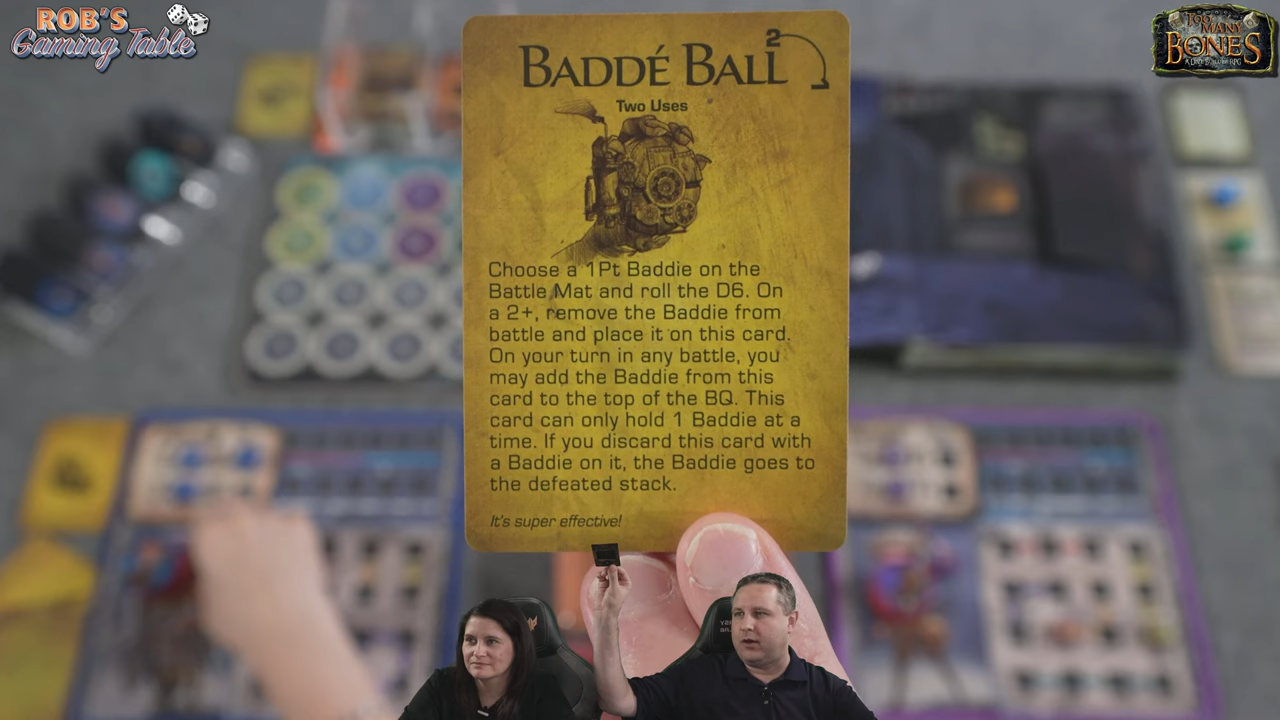 ROB'S
Gaming Table
TOO
MANY
BONES
A DICE BUILDER RPG
BADDÉ BALL
2
1
Two Uses
Choose a 1Pt Baddie on the
Battle Mat and roll the D6. On
a 2+, remove the Baddie from
battle and place it on this card.
On your turn in any battle, you
may add the Baddie from this
card to the top of the BQ. This
card can only hold 1 Baddie at a
time. If you discard this card with
a Baddie on it, the Baddie goes to
the defeated stack.
It's super effective!